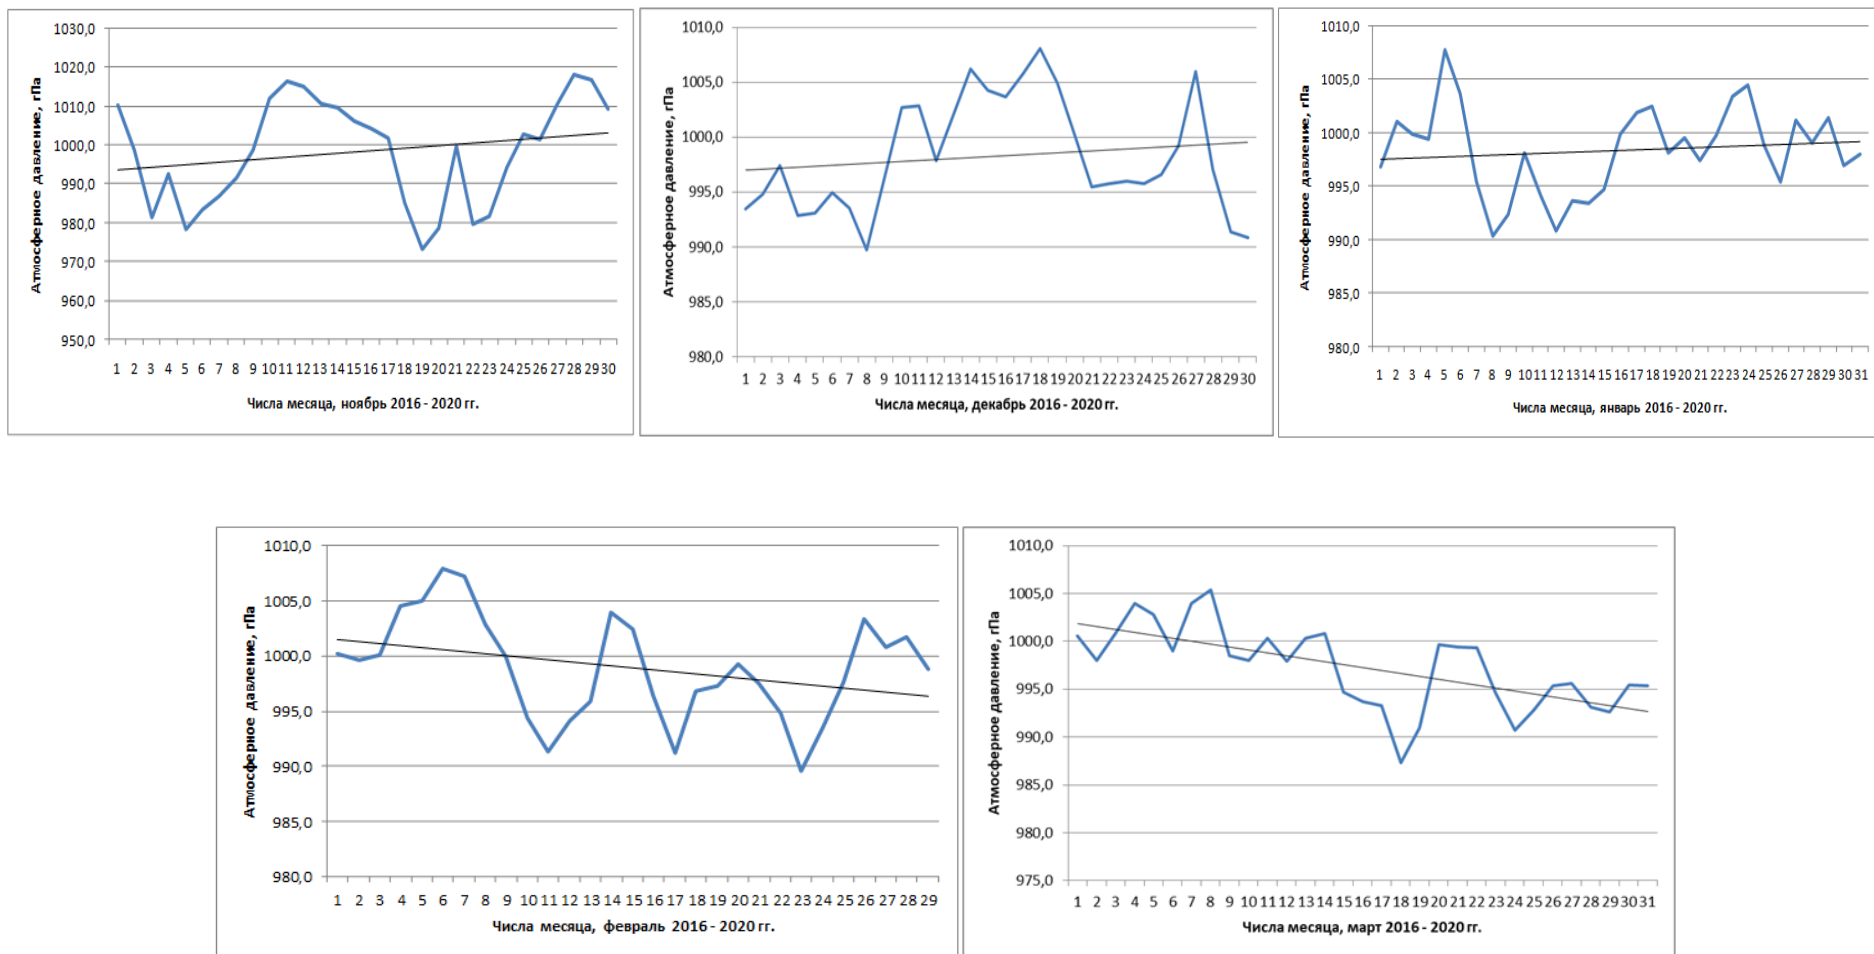 Атмосферное давление, гПа
1030,0
1020,0
1010,0
1000,0
990,0
980,0
970,0
960,0
950,0
1 2 3 4 5 6 7 8 9 10 11 12 13 14 15 16 17 18 19 20 21 22 23 24 25 26 27 28 29 30
Числа месяца, ноябрь 2016 - 2020 гг.
Атмосферное давление, гПа
1010,0
1005,0
1000,0
995,0
990,0
985,0
980,0
1 2 3 4 5 6 7 8 9 10 11 12 13 14 15 16 17 18 19 20 21 22 23 24 25 26 27 28 29 30
Числа месяца, декабрь 2016 - 2020 гг.
Атмосферное давление, гПа
1010,0
1005,0
1000,0
995,0
990,0
985,0
980,0
1 2 3 4 5 6 7 8 9 10 11 12 13 14 15 16 17 18 19 20 21 22 23 24 25 26 27 28 29 30 31
Числа месяца, январь 2016 - 2020 гг.
Атмосферное давление, гПа
1010,0
1005,0
1000,0
995,0
990,0
985,0
980,0
1 2 3 4 5 6 7 8 9 10 11 12 13 14 15 16 17 18 19 20 21 22 23 24 25 26 27 28 29
Числа месяца, февраль 2016 - 2020 гг.
Атмосферное давление, гПа
1010,0
1005,0
1000,0
995,0
990,0
985,0
980,0
975,0
1 2 3 4 5 6 7 8 9 10 11 12 13 14 15 16 17 18 19 20 21 22 23 24 25 26 27 28 29 30 31
Числа месяца, март 2016 - 2020 гг.